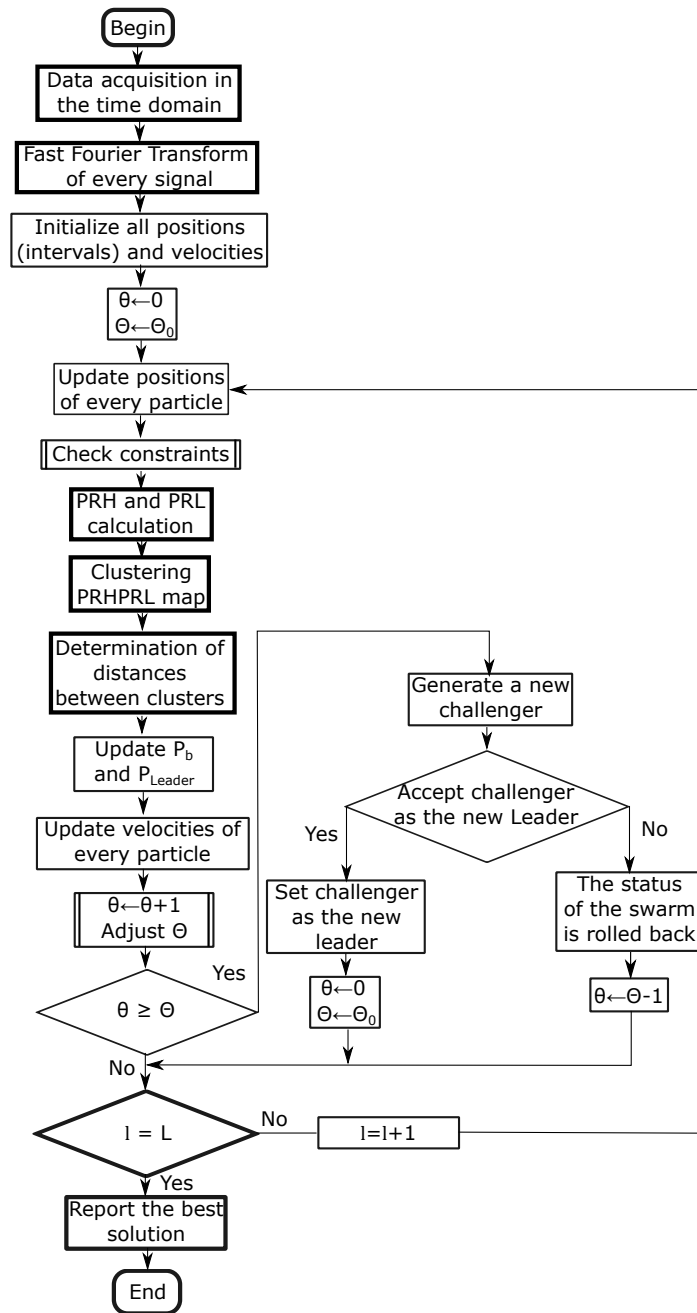 Begin
Data acquisition in
the time domain
Fast Fourier Transform
of every signal
Initialize all positions
(intervals) and velocities
θ←0
Θ←Θ₀
Update positions
of every particle
Check constraints
PRH and PRL
calculation
Clustering
PRHPRL map
Determination of
distances
between clusters
Update P_b
and P_Leader
Update velocities of
every particle
θ←θ+1
Adjust Θ
θ ≥ Θ
Yes
No
Generate a new
challenger
Accept challenger
as the new Leader
Yes
No
Set challenger
as the new
leader
θ←0
Θ←Θ₀
The status
of the swarm
is rolled back
θ←Θ-1
l = L
No
l=l+1
Yes
Report the best
solution
End